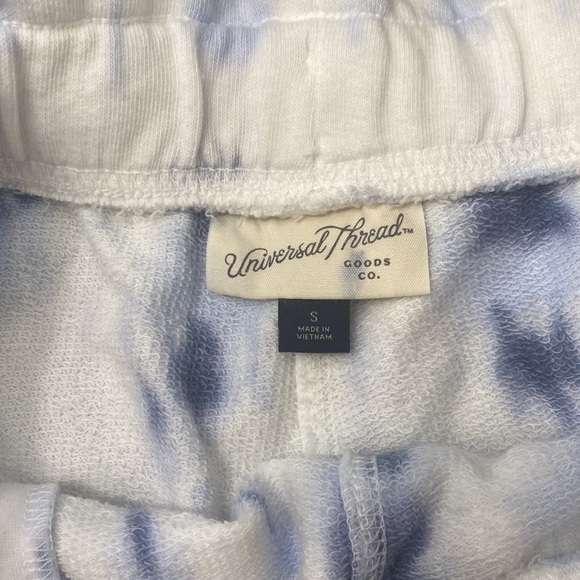 Universal Thread™
GOODS
CO.
S
MADE IN
VIETNAM